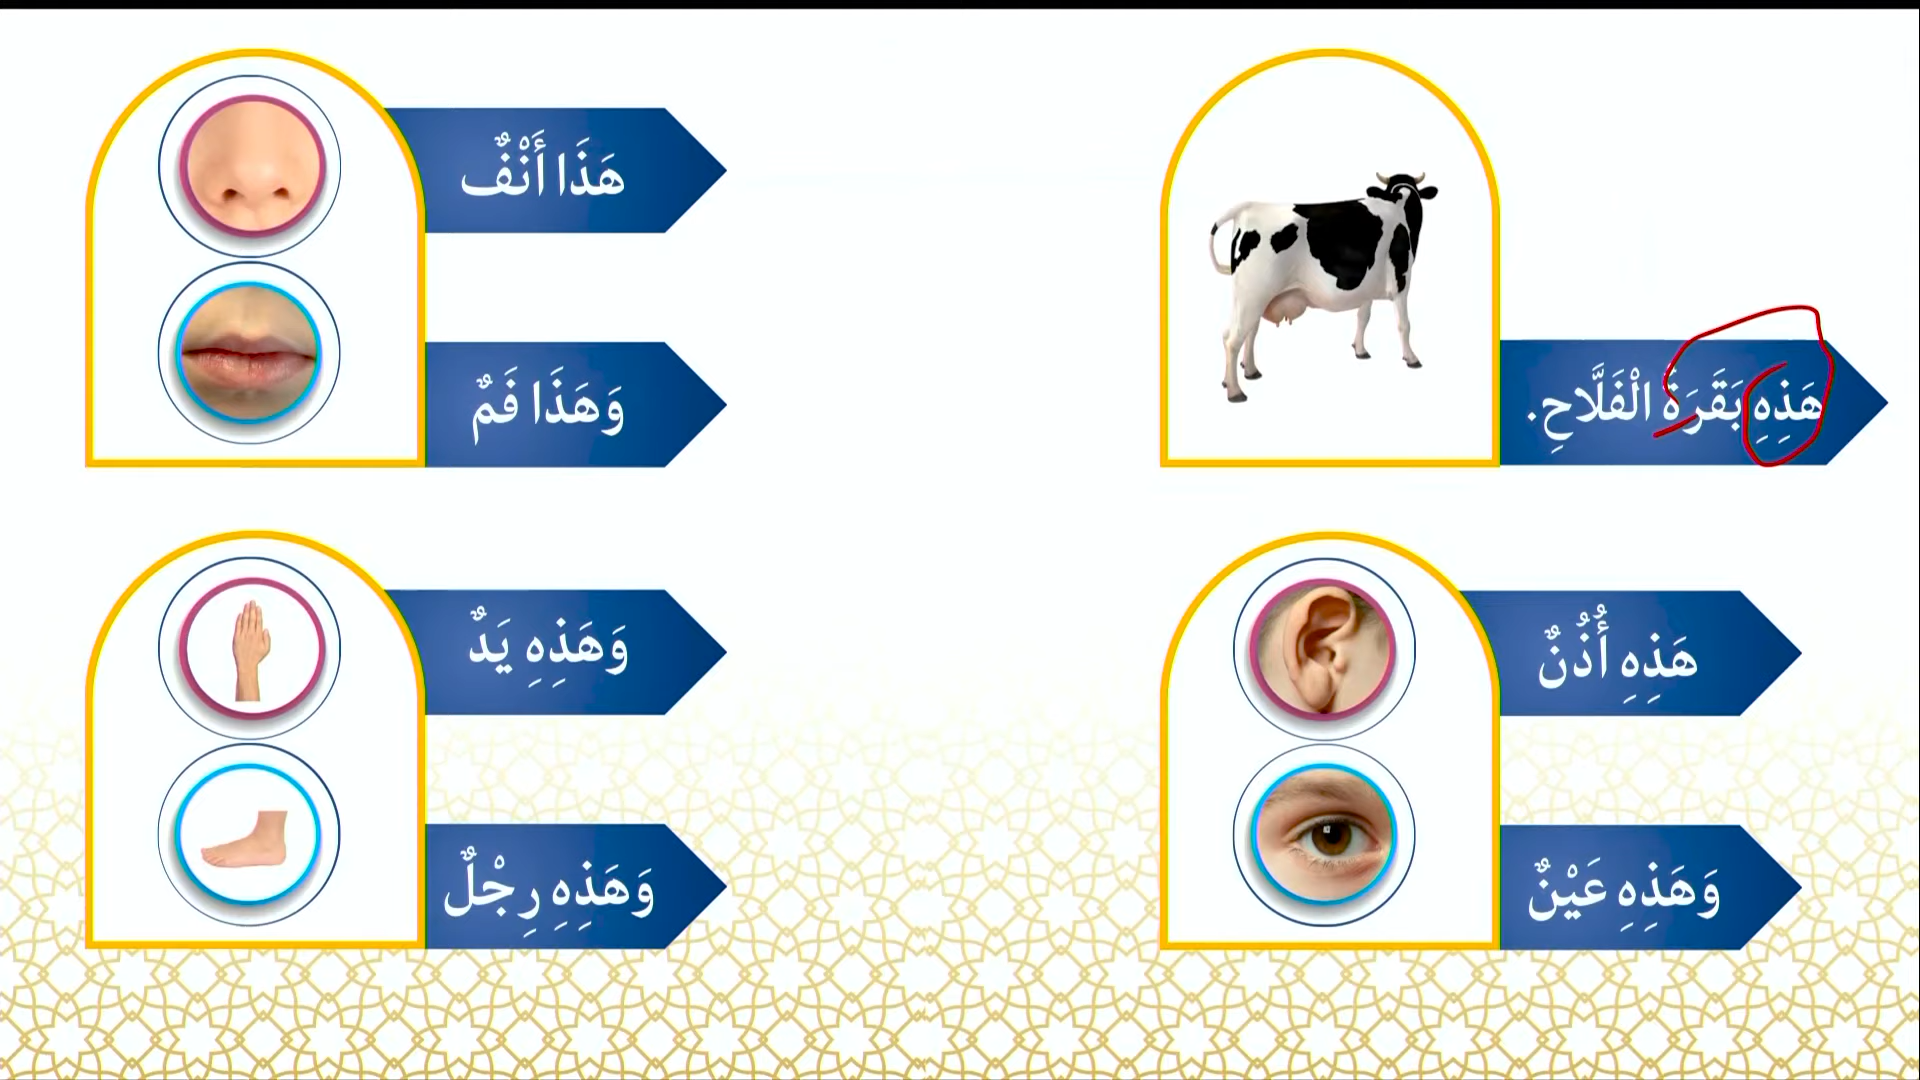 هَذِهِ بَقَرَةُ الْفَلَّاحِ.
هَذَا أَنْفٌ
وَهَذَا فَمٌ
هَذِهِ أُذُنٌ
وَهَذِهِ عَيْنٌ
وَهَذِهِ يَدٌ
وَهَذِهِ رِجْلٌ